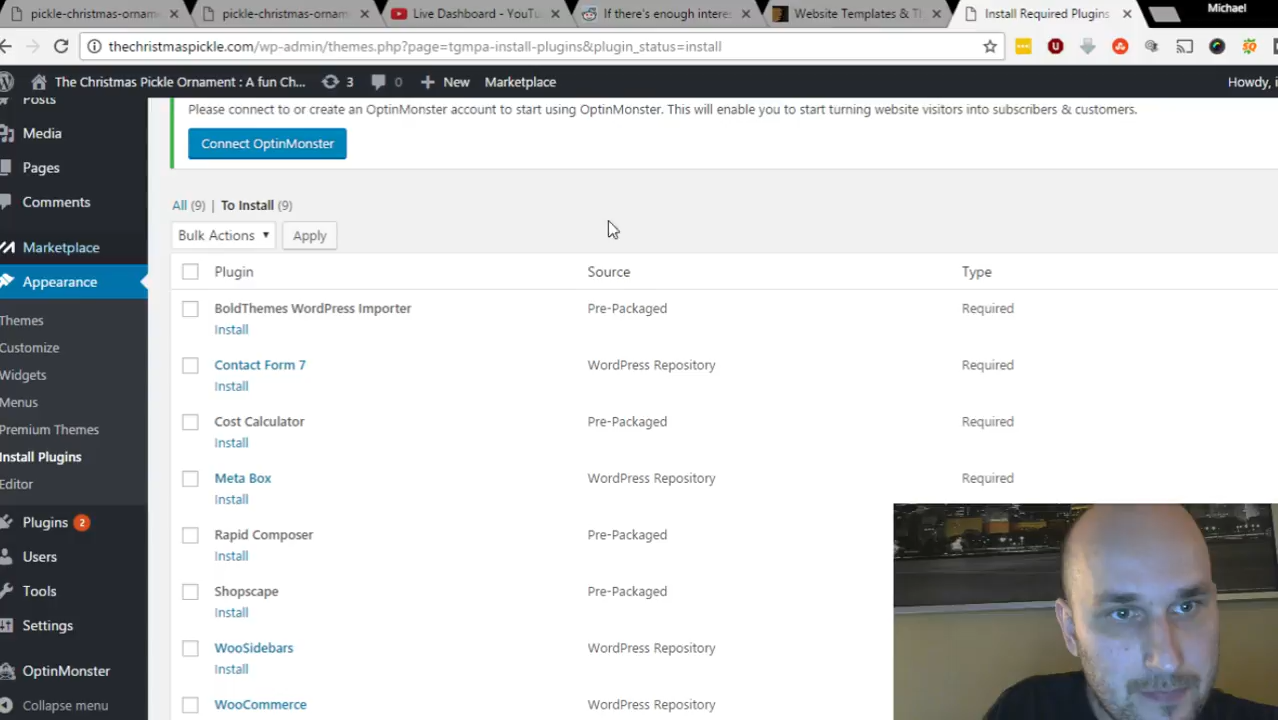 pickle-christmas-orname
pickle-christmas-ornam
Live Dashboard - YouTu
If there's enough intere
Website Templates & Th
Install Required Plugins
Michael
thechristmaspickle.com/wp-admin/themes.php?page=tgmpa-install-plugins&plugin_status=install
The Christmas Pickle Ornament : A fun Ch... 3 0 New Marketplace Howdy, i
Posts
Media
Pages
Comments
Marketplace
Appearance
Themes
Customize
Widgets
Menus
Premium Themes
Install Plugins
Editor
Plugins 2
Users
Tools
Settings
OptinMonster
Collapse menu
Please connect to or create an OptinMonster account to start using OptinMonster. This will enable you to start turning website visitors into subscribers & customers.
Connect OptinMonster
All (9) | To Install (9)
Bulk Actions Apply
Plugin Source Type
BoldThemes WordPress Importer Pre-Packaged Required
Install
Contact Form 7 WordPress Repository Required
Install
Cost Calculator Pre-Packaged Required
Install
Meta Box WordPress Repository Required
Install
Rapid Composer Pre-Packaged
Install
Shopscape Pre-Packaged
Install
WooSidebars WordPress Repository
Install
WooCommerce WordPress Repository